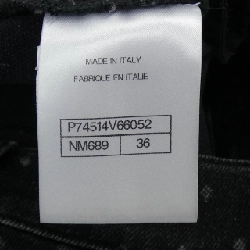 MADE IN ITALY
FABRIQUE EN ITALIE
P74514V66052
NM689 36